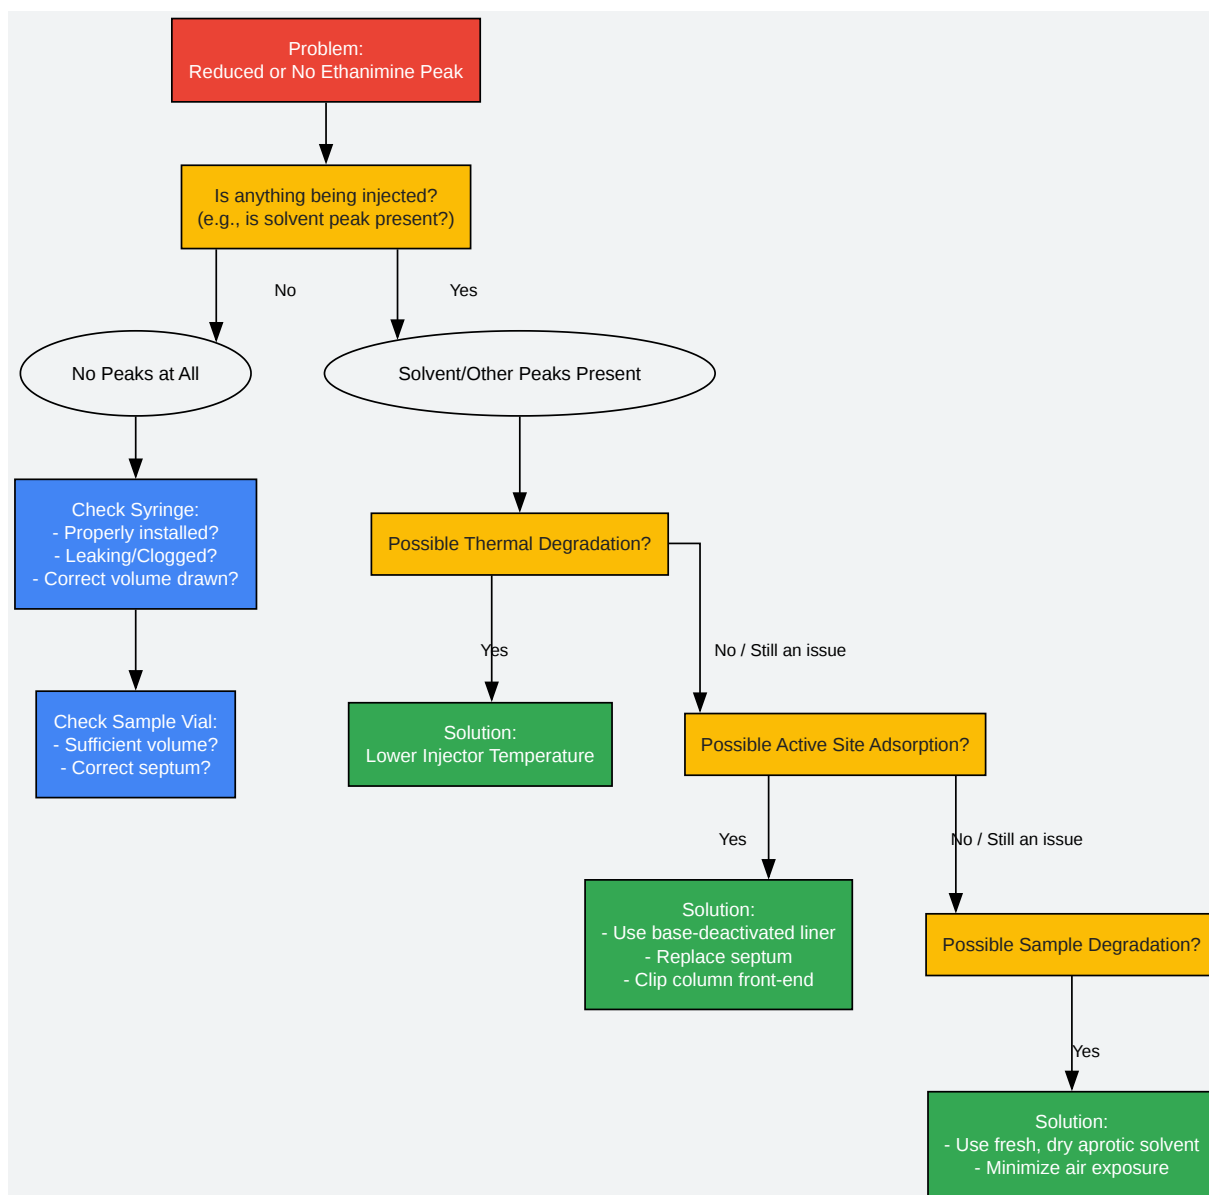 Problem:
Reduced or No Ethanimine Peak
Is anything being injected?
(e.g., is solvent peak present?)
No
Yes
No Peaks at All
Solvent/Other Peaks Present
Check Syringe:
- Properly installed?
- Leaking/Clogged?
- Correct volume drawn?
Possible Thermal Degradation?
Yes
No / Still an issue
Check Sample Vial:
- Sufficient volume?
- Correct septum?
Solution:
Lower Injector Temperature
Possible Active Site Adsorption?
Yes
No / Still an issue
Solution:
- Use base-deactivated liner
- Replace septum
- Clip column front-end
Possible Sample Degradation?
Yes
Solution:
- Use fresh, dry aprotic solvent
- Minimize air exposure